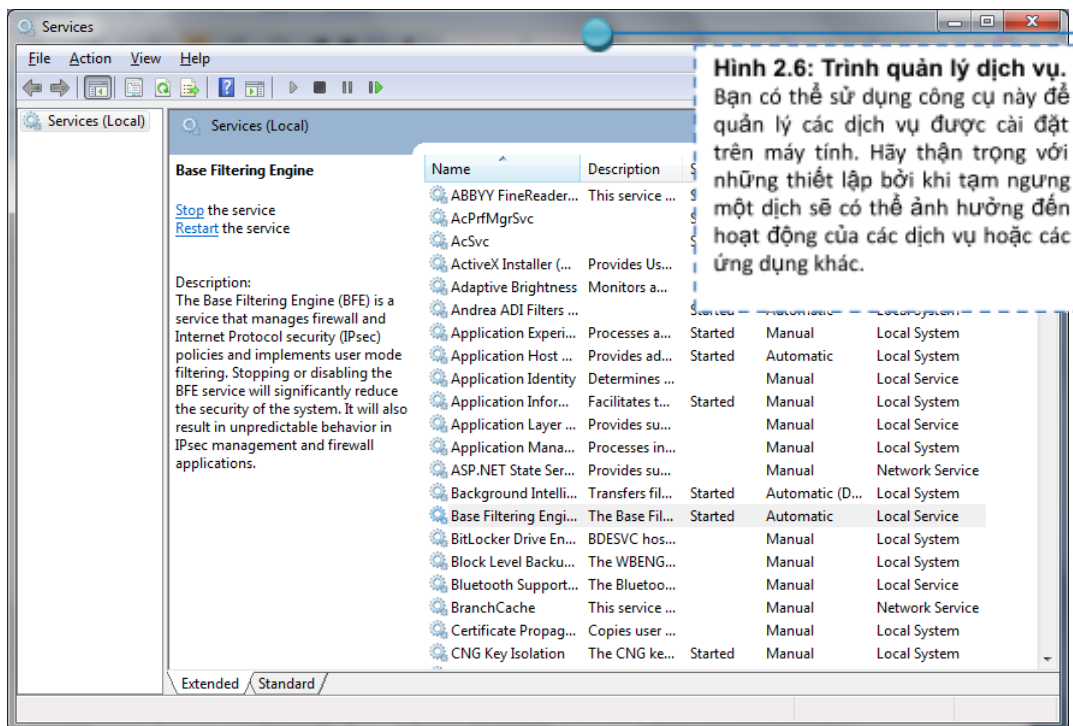 Services
File Action View Help
Services (Local)
Services (Local)
Hình 2.6: Trình quản lý dịch vụ.
Bạn có thể sử dụng công cụ này để
quản lý các dịch vụ được cài đặt
trên máy tính. Hãy thận trọng với
những thiết lập bởi khi tạm ngưng
một dịch sẽ có thể ảnh hưởng đến
hoạt động của các dịch vụ hoặc các
ứng dụng khác.
Base Filtering Engine
Stop the service
Restart the service
Description:
The Base Filtering Engine (BFE) is a
service that manages firewall and
Internet Protocol security (IPsec)
policies and implements user mode
filtering. Stopping or disabling the
BFE service will significantly reduce
the security of the system. It will also
result in unpredictable behavior in
IPsec management and firewall
applications.
Name Description
ABBYY FineReader... This service ...
AcPrfMgrSvc
AcSvc
ActiveX Installer (... Provides Us...
Adaptive Brightness Monitors a...
Andrea ADI Filters ... Started Automatic Local System
Application Experi... Processes a... Started Manual Local System
Application Host ... Provides ad... Started Automatic Local System
Application Identity Determines ... Manual Local Service
Application Infor... Facilitates t... Started Manual Local System
Application Layer ... Provides su... Manual Local Service
Application Mana... Processes in... Manual Local System
ASP.NET State Ser... Provides su... Manual Network Service
Background Intelli... Transfers fil... Started Automatic (D... Local System
Base Filtering Engi... The Base Fil... Started Automatic Local Service
BitLocker Drive En... BDESVC hos... Manual Local System
Block Level Backu... The WBENG... Manual Local System
Bluetooth Support... The Bluetoo... Manual Local Service
BranchCache This service ... Manual Network Service
Certificate Propag... Copies user ... Manual Local System
CNG Key Isolation The CNG ke... Started Manual Local System
Extended Standard